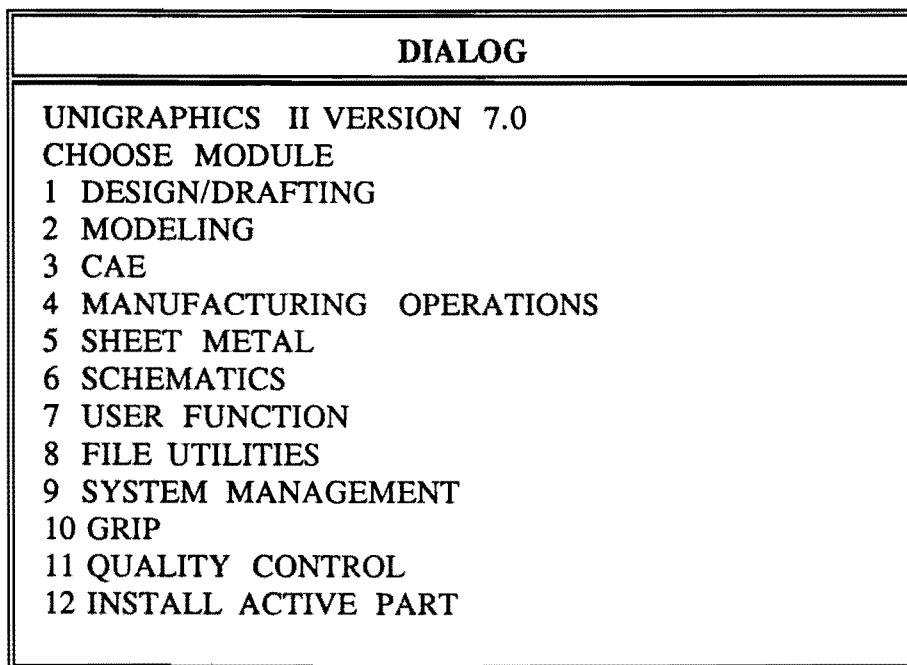 DIALOG
UNIGRAPHICS II VERSION 7.0
CHOOSE MODULE
1 DESIGN/DRAFTING
2 MODELING
3 CAE
4 MANUFACTURING OPERATIONS
5 SHEET METAL
6 SCHEMATICS
7 USER FUNCTION
8 FILE UTILITIES
9 SYSTEM MANAGEMENT
10 GRIP
11 QUALITY CONTROL
12 INSTALL ACTIVE PART